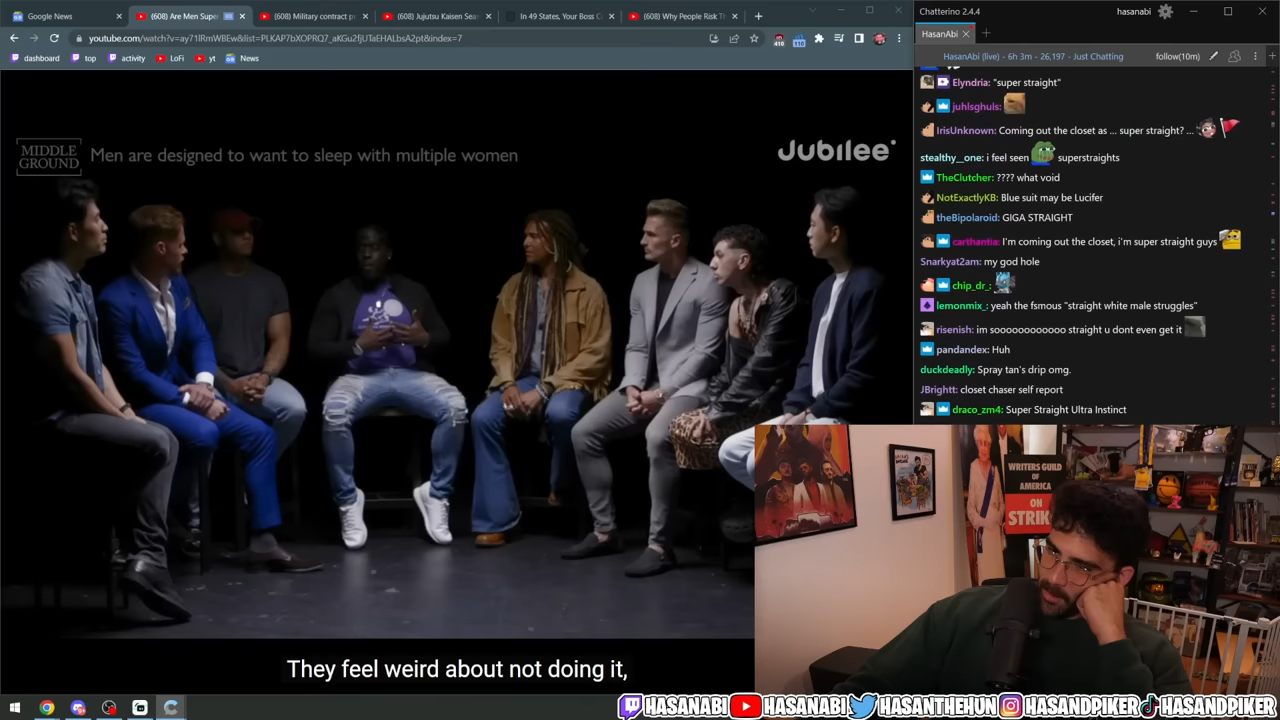 Google News
(608) Are Men Super
(608) Military contract p
(608) Jujutsu Kaisen Sea
In 49 States, Your Boss C
(608) Why People Risk Th
youtube.com/watch?v=ay71lRmWBEw&list=PLKAP7bXOPRQ7_aKGu2fjUTaEHALbsA2pt&index=7
dashboard
top
activity
LoFi
yt
News
MIDDLE
GROUND
Men are designed to want to sleep with multiple women
Jubilee
They feel weird about not doing it,
Chatterino 2.4.4
hasanabi
HasanAbi
HasanAbi (live) - 6h 3m - 26,197 - Just Chatting
follow(10m)
Elyndria: "super straight"
juhlsghuls:
IrisUnknown: Coming out the closet as ... super straight? ...
stealthy__one: i feel seen superstraights
TheClutcher: ???? what void
NotExactlyKB: Blue suit may be Lucifer
theBipolaroid: GIGA STRAIGHT
carthantia: I'm coming out the closet, i'm super straight guys
Snarkyat2am: my god hole
chip_dr_:
lemonmix_: yeah the fsmous "straight white male struggles"
risenish: im soooooooooooo straight u dont even get it
pandandex: Huh
duckdeadly: Spray tan's drip omg.
JBrightt: closet chaser self report
draco_zm4: Super Straight Ultra Instinct
WRITERS GUILD
OF
AMERICA
ON
STRIK
HASANABI
HASANABI
HASANTHEHUN
HASANDPIKER
HASANDPIKER